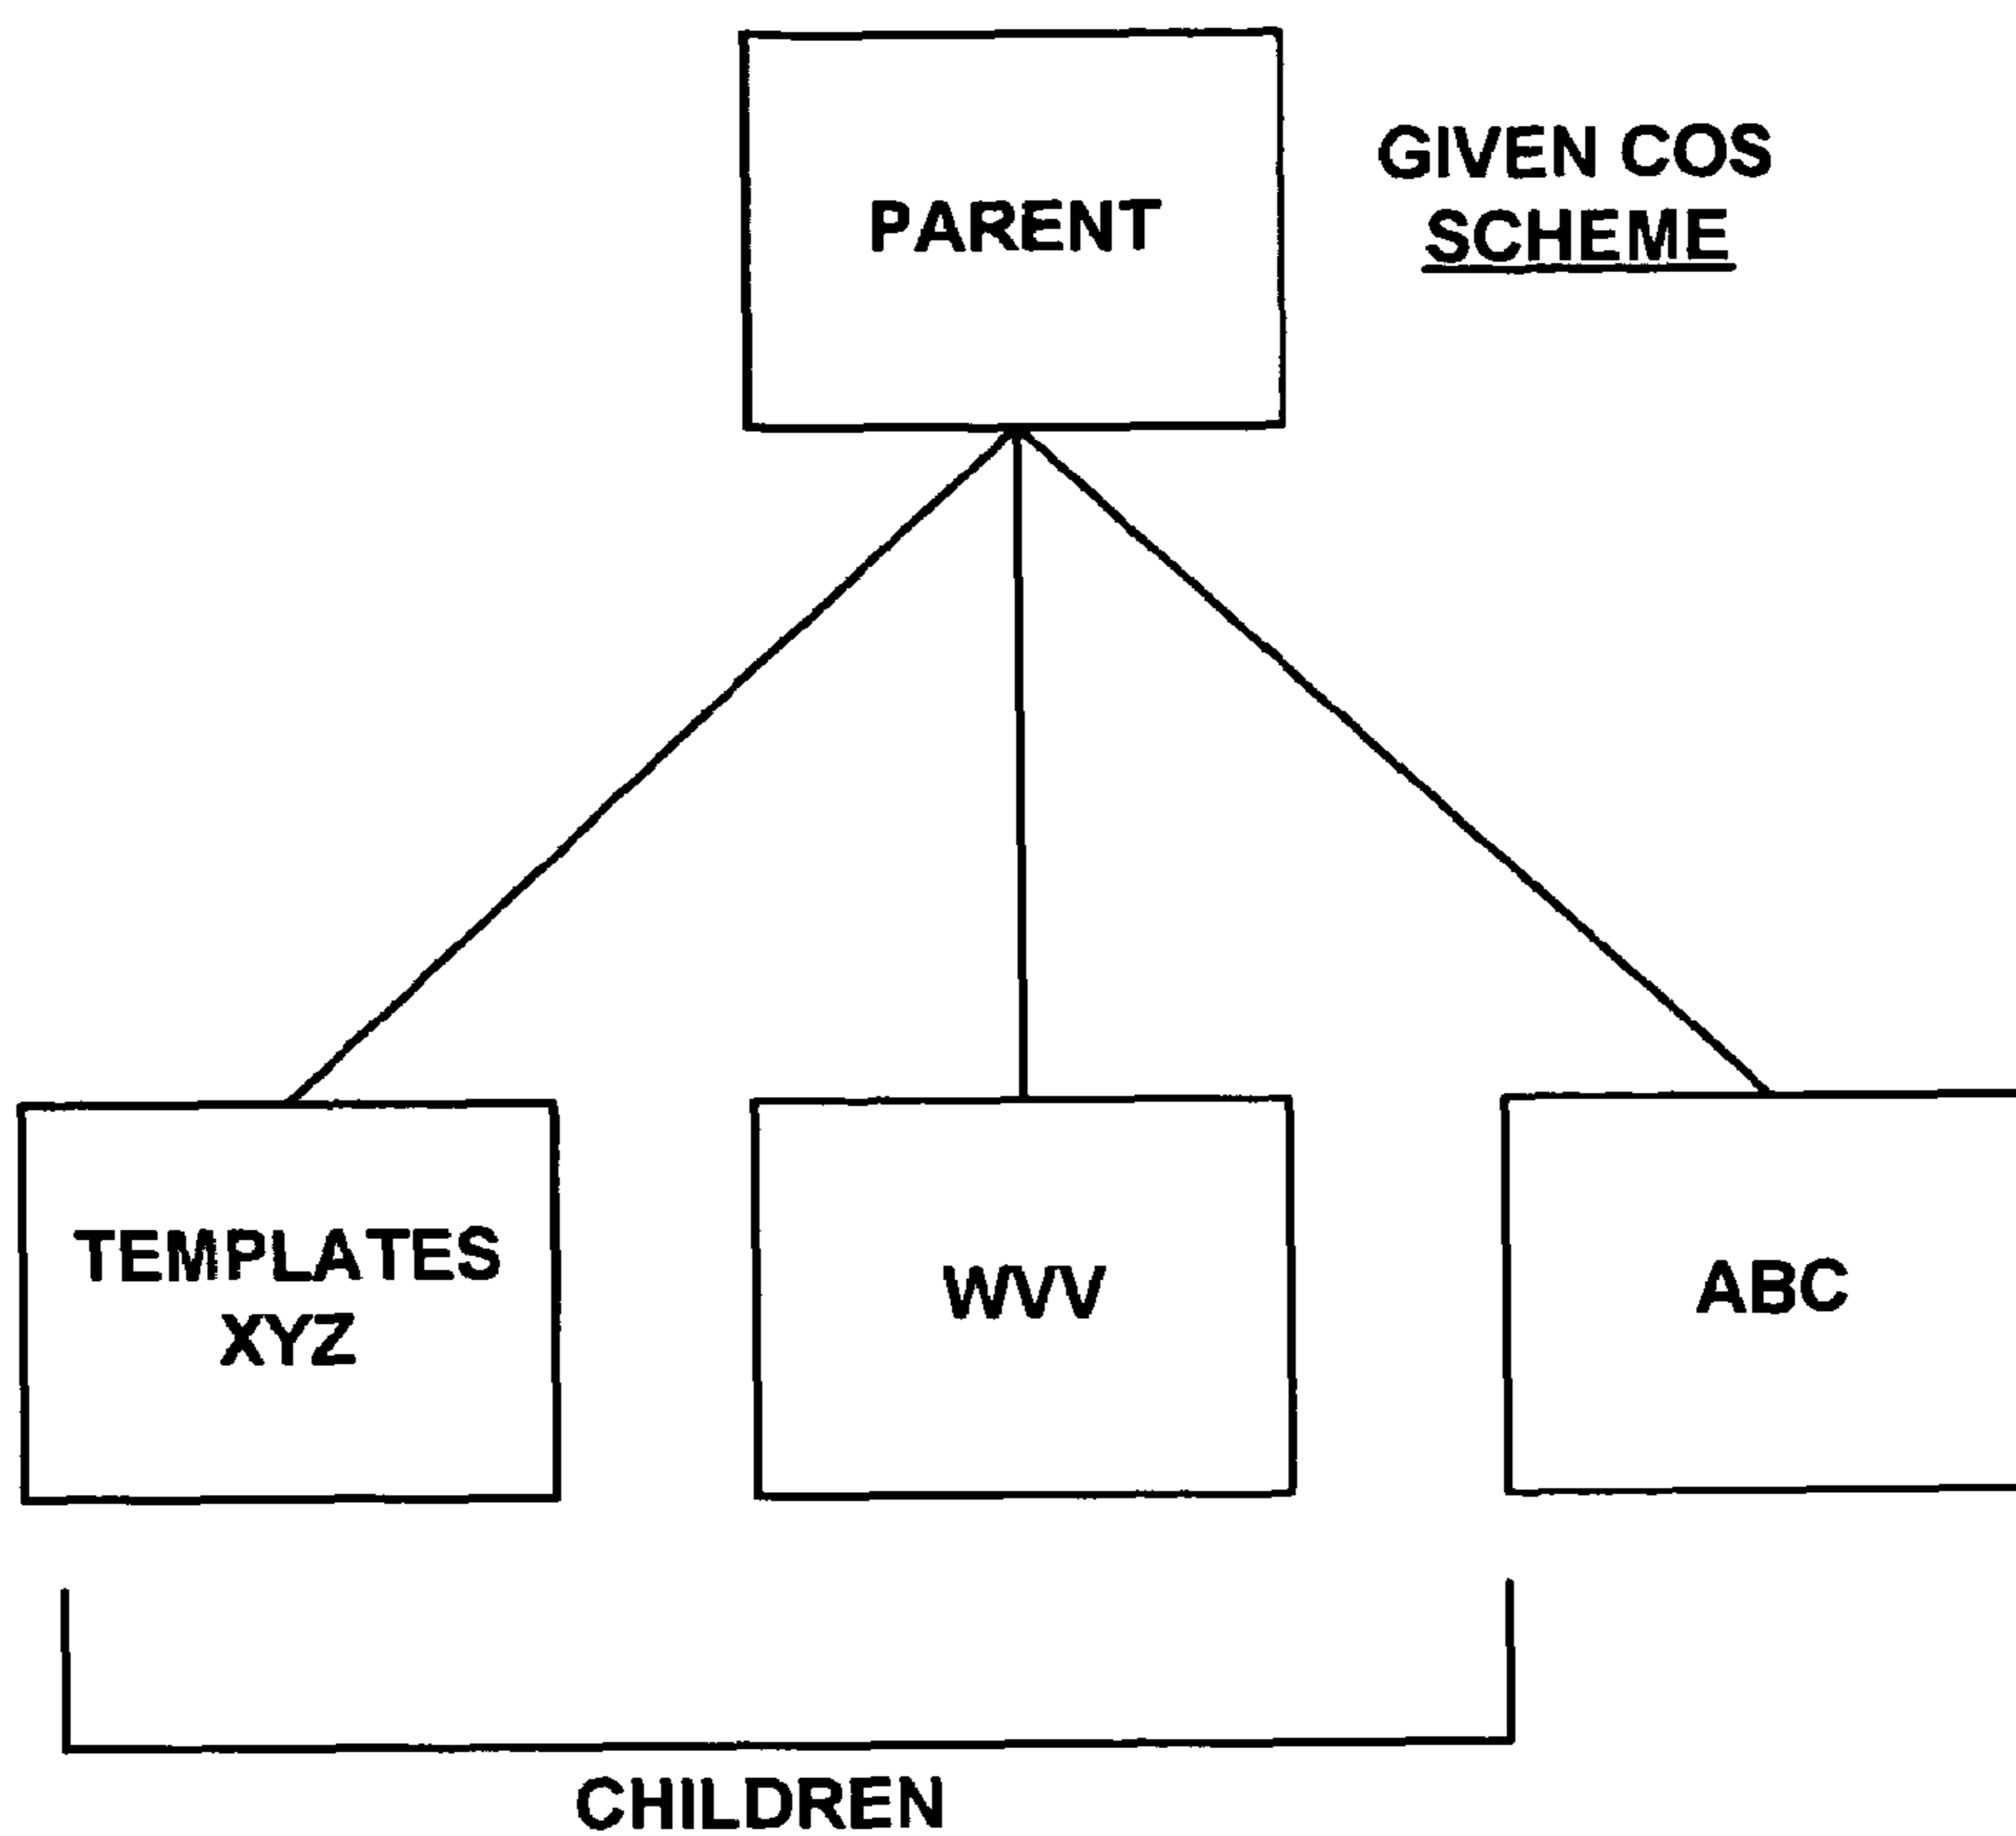 PARENT
GIVEN COS
SCHEME
TEMPLATES
XYZ
WVV
ABC
CHILDREN